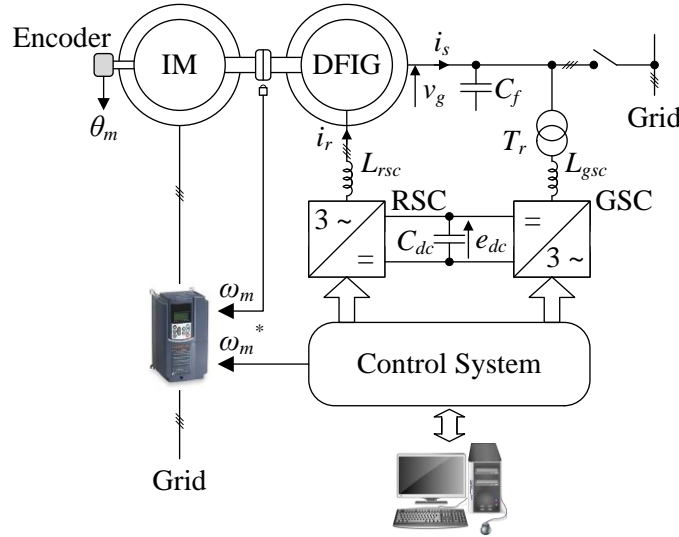 Encoder
IM
DFIG
i_s
θ_m
v_g
C_f
Grid
i_r
T_r
L_rsc
L_gsc
RSC
GSC
3 ~
=
C_dc
e_dc
=
3 ~
ω_m
ω_m*
Control System
Grid